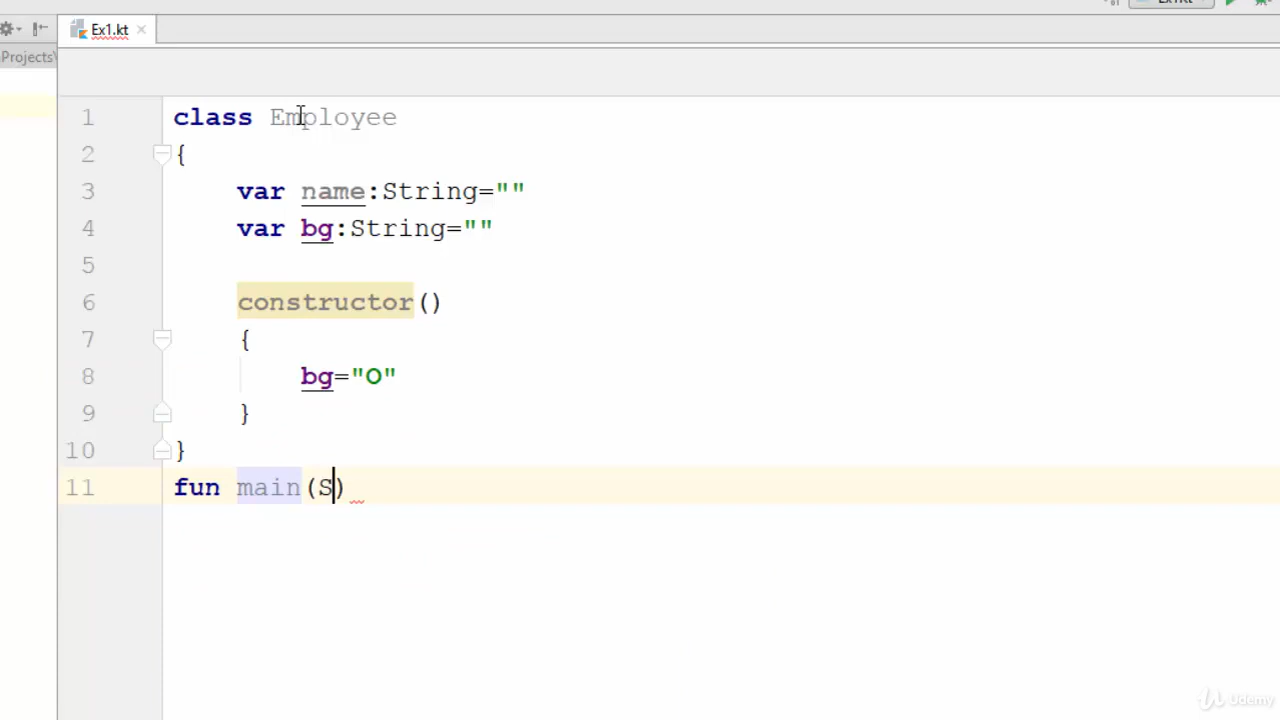 Ex1.kt
Projects
1 class Employee
2 {
3 var name:String=""
4 var bg:String=""
5
6 constructor()
7 {
8 bg="O"
9 }
10 }
11 fun main(S)
Udemy